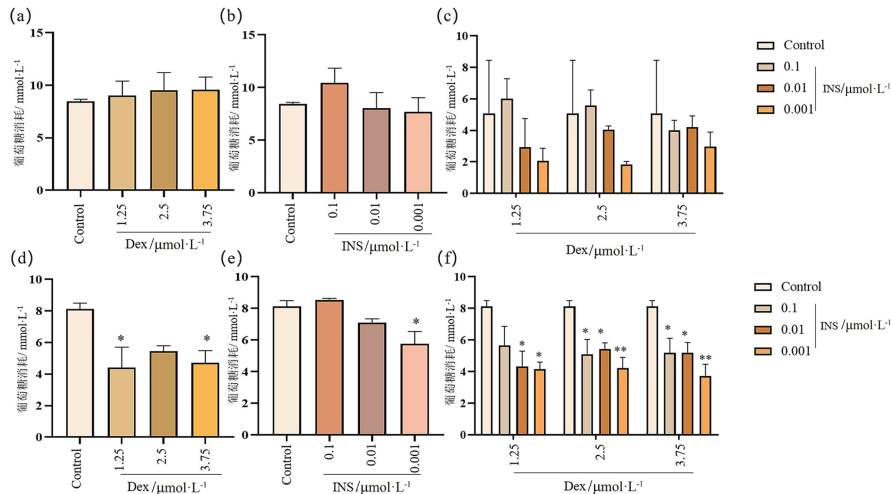 (a)
葡萄糖消耗/ mmol·L-1
15
10
5
0
Control
1.25
2.5
3.75
Dex/μmol·L-1
(b)
葡萄糖消耗/ mmol·L-1
15
10
5
0
Control
0.1
0.01
0.001
INS/μmol·L-1
(c)
葡萄糖消耗/ mmol·L-1
10
8
6
4
2
0
1.25
2.5
3.75
Dex/μmol·L-1
Control
0.1
0.01
0.001
INS/μmol·L-1
(d)
葡萄糖消耗/ mmol·L-1
10
8
6
4
2
0
*
*
Control
1.25
2.5
3.75
Dex/μmol·L-1
(e)
葡萄糖消耗/ mmol·L-1
10
8
6
4
2
0
*
Control
0.1
0.01
0.001
INS/μmol·L-1
(f)
葡萄糖消耗/ mmol·L-1
10
8
6
4
2
0
* *
* * **
* * **
1.25
2.5
3.75
Dex/μmol·L-1
Control
0.1
0.01
0.001
INS /μmol·L-1